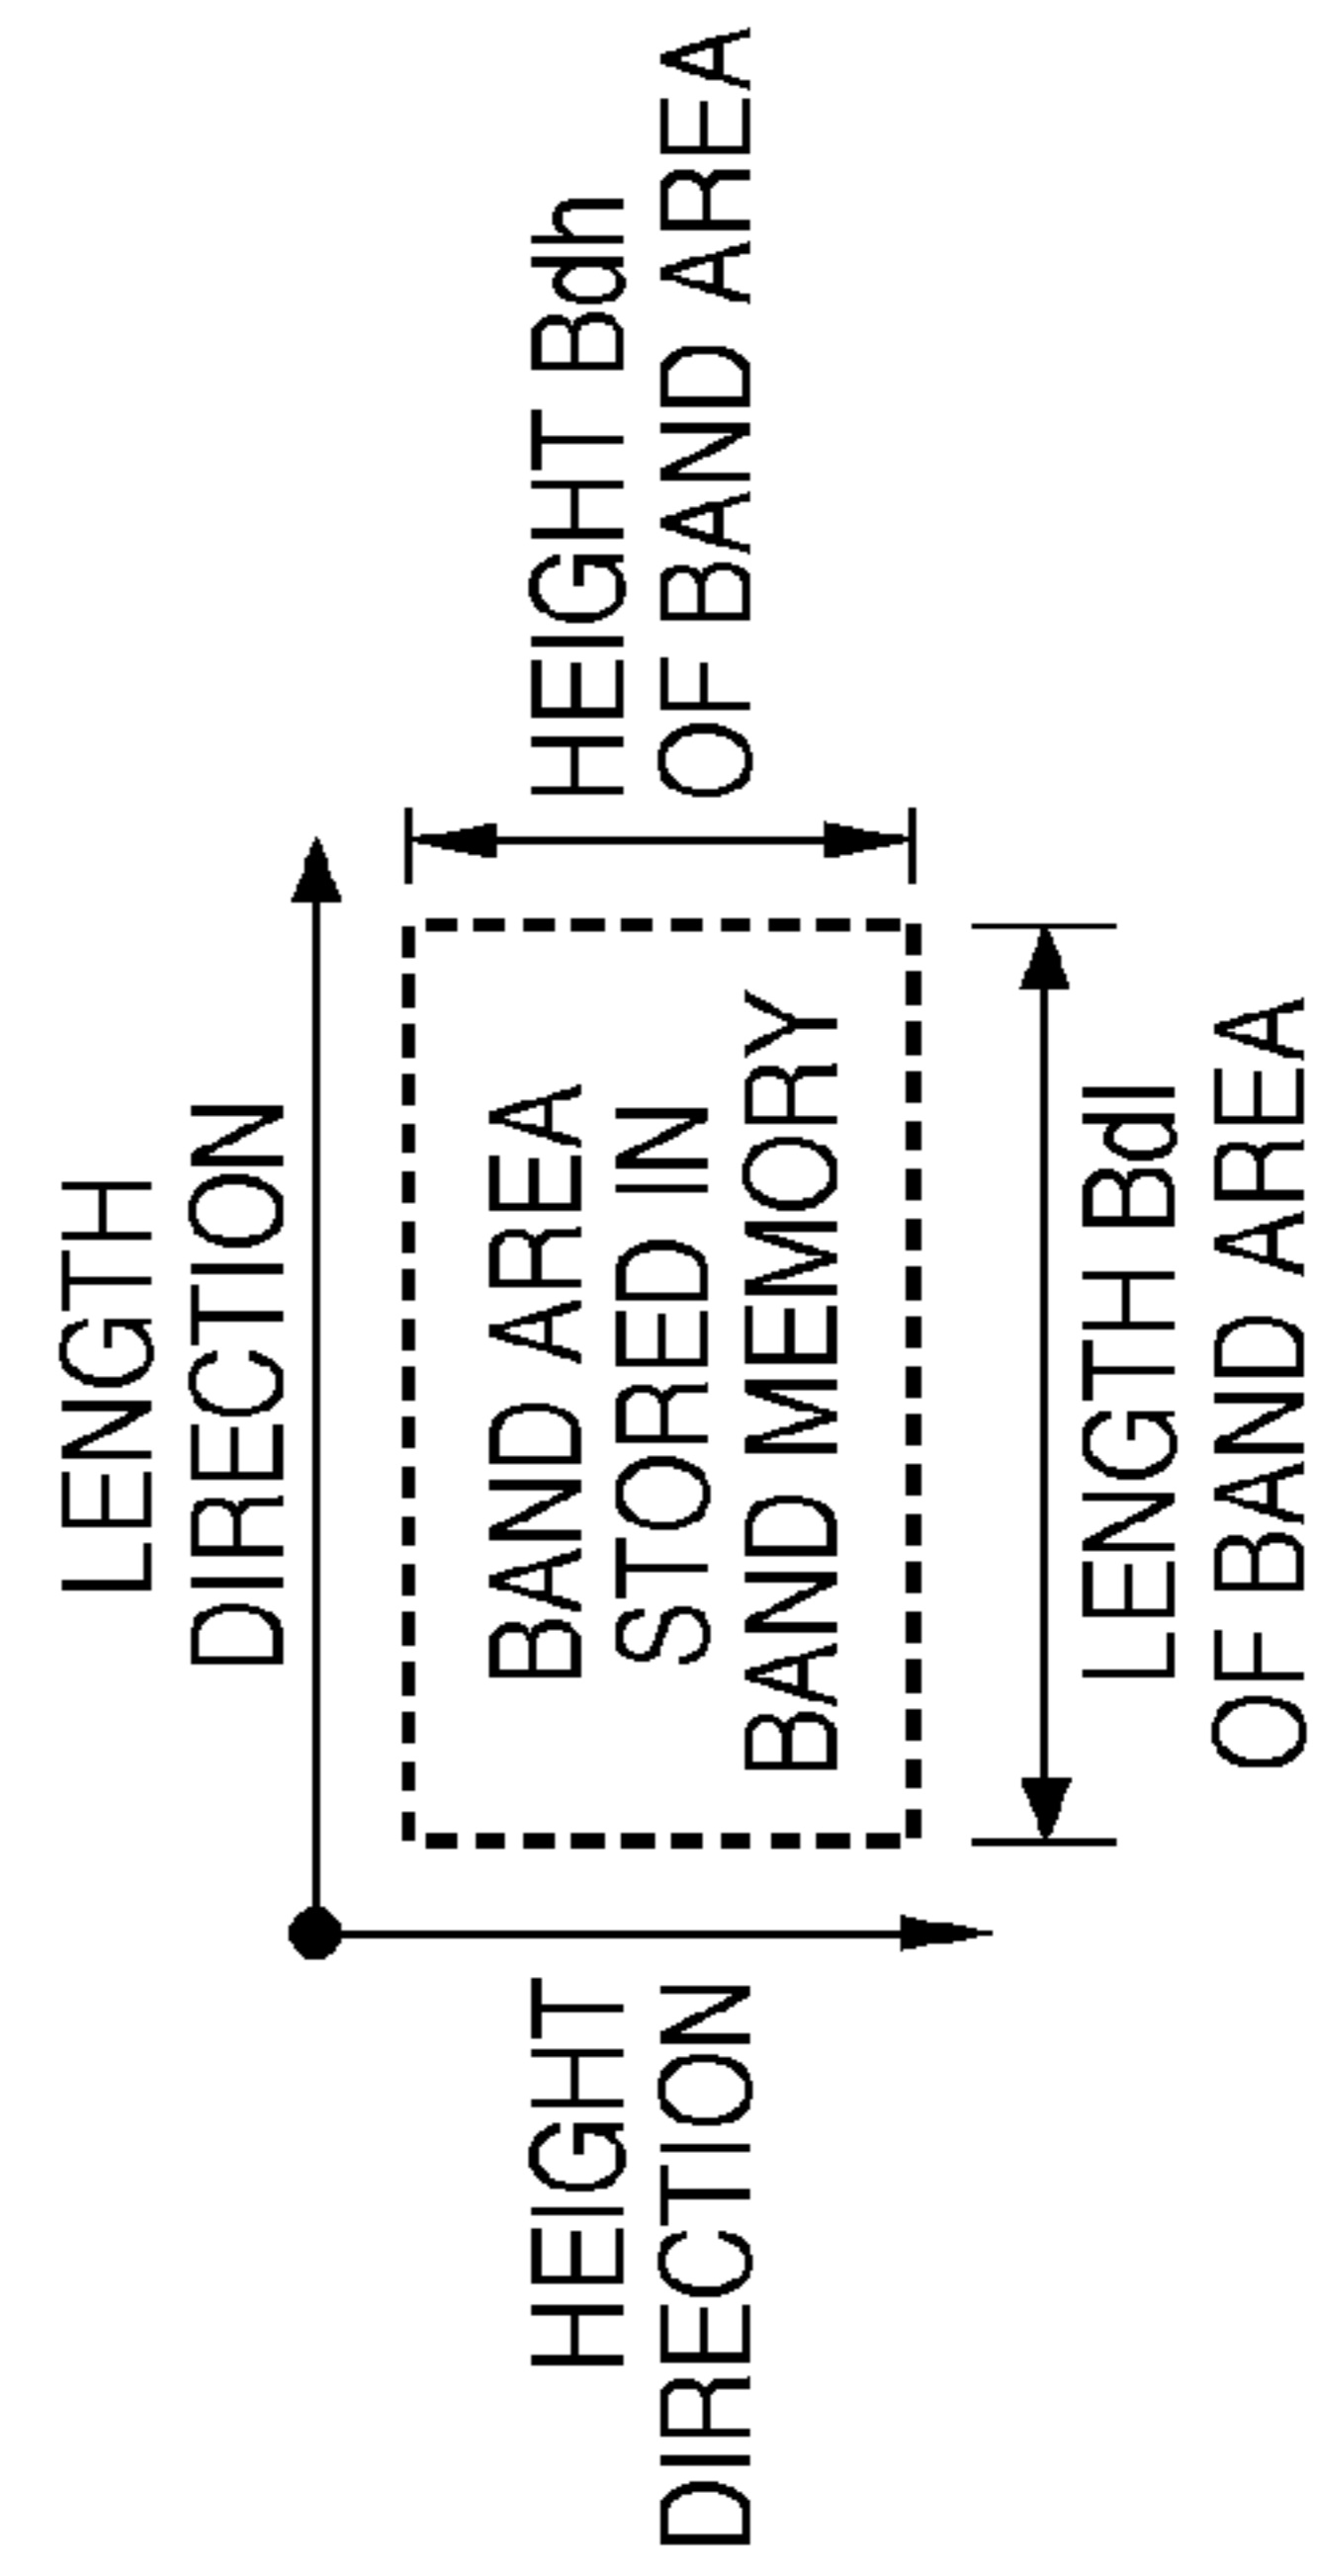 LENGTH
DIRECTION
HEIGHT
DIRECTION
BAND AREA
STORED IN
BAND MEMORY
HEIGHT Bdh
OF BAND AREA
LENGTH Bdl
OF BAND AREA